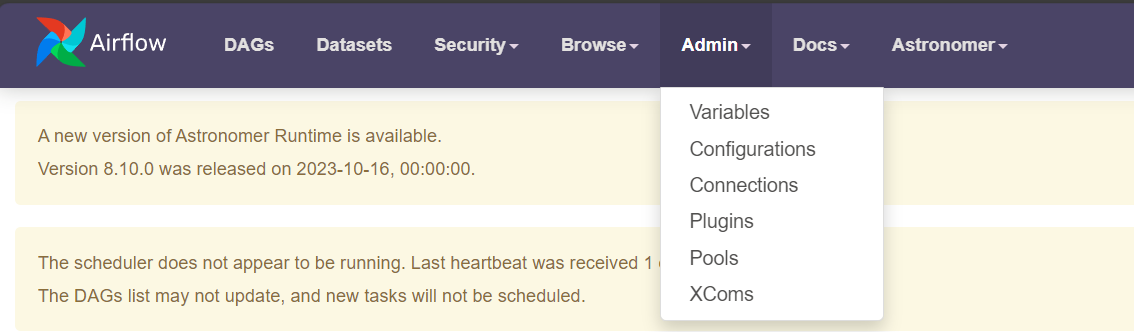 Airflow DAGs Datasets Security Browse Admin Docs Astronomer
Variables
Configurations
Connections
Plugins
Pools
XComs
A new version of Astronomer Runtime is available.
Version 8.10.0 was released on 2023-10-16, 00:00:00.
The scheduler does not appear to be running. Last heartbeat was received 1
The DAGs list may not update, and new tasks will not be scheduled.